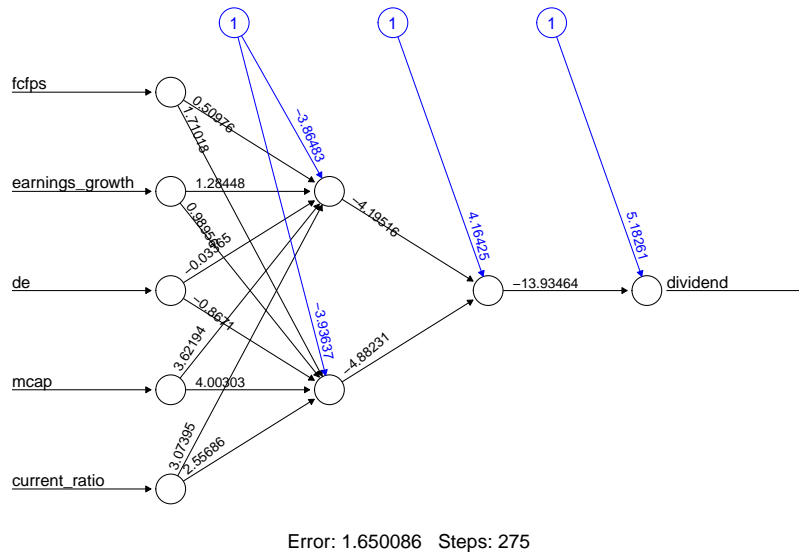 1 1 1
fcfps
0.50976
1.71018
−3.86483
earnings_growth
1.28448
−4.19516
4.16425
5.18261
−0.03365
de
−13.93464
dividend
−0.8671
−3.93637
3.62194
−4.88231
mcap
4.00303
3.07395
2.55686
current_ratio
Error: 1.650086 Steps: 275